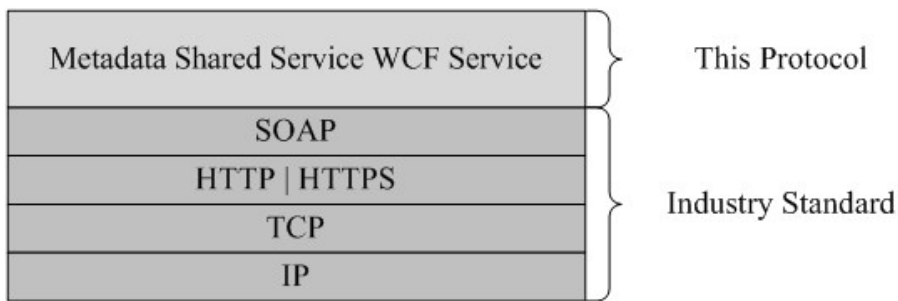 Metadata Shared Service WCF Service
This Protocol
SOAP
HTTP | HTTPS
TCP
IP
Industry Standard